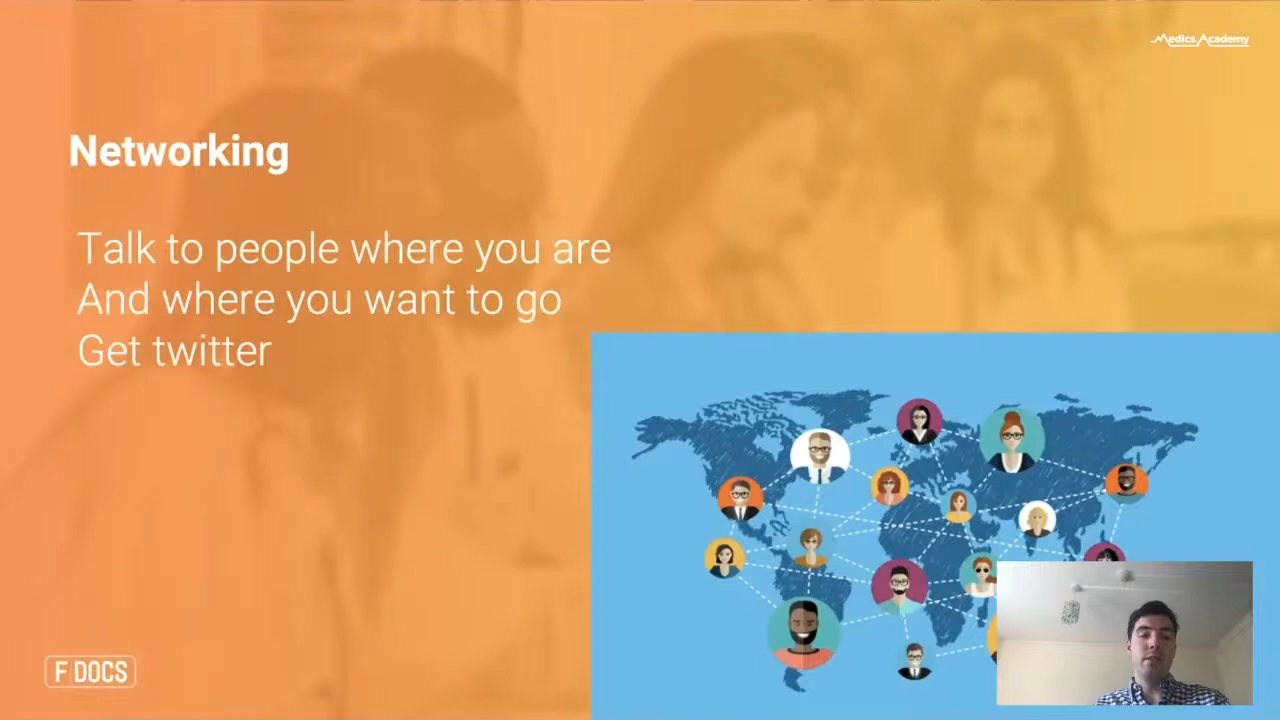 Medics.Academy
Networking
Talk to people where you are
And where you want to go
Get twitter
F DOCS